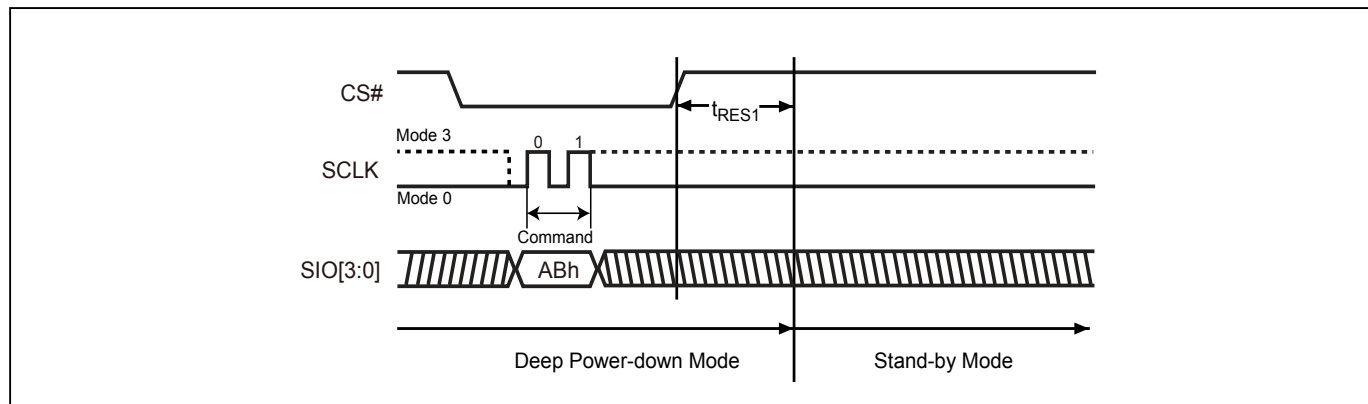 CS#
tRES1
Mode 3
0 1
SCLK
Mode 0
Command
SIO[3:0]
ABh
Deep Power-down Mode
Stand-by Mode